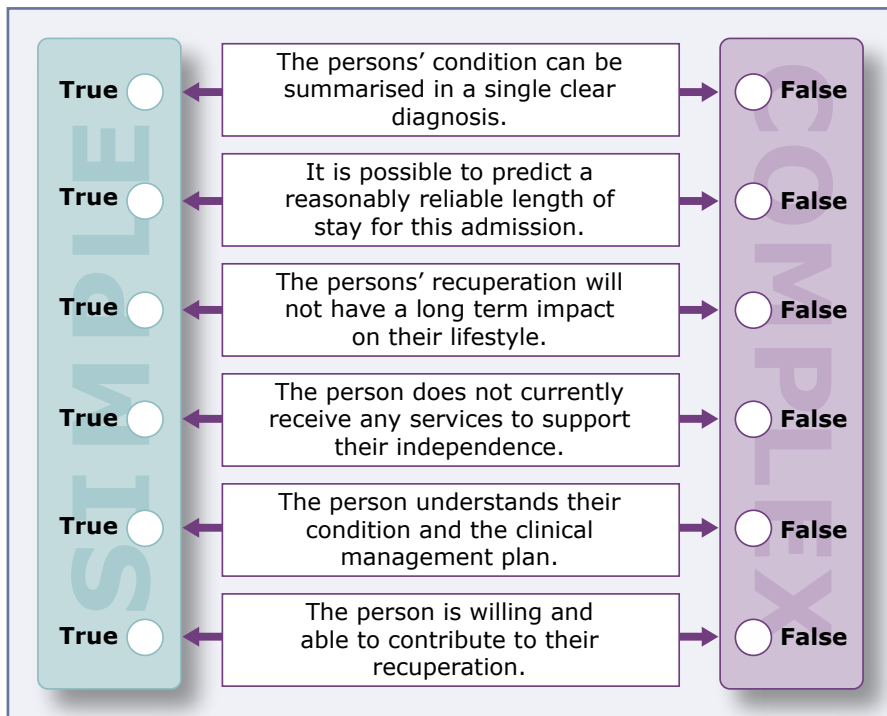 SIMPLE
COMPLEX
True
The persons’ condition can be
summarised in a single clear
diagnosis.
False
True
It is possible to predict a
reasonably reliable length of
stay for this admission.
False
True
The persons’ recuperation will
not have a long term impact
on their lifestyle.
False
True
The person does not currently
receive any services to support
their independence.
False
True
The person understands their
condition and the clinical
management plan.
False
True
The person is willing and
able to contribute to their
recuperation.
False